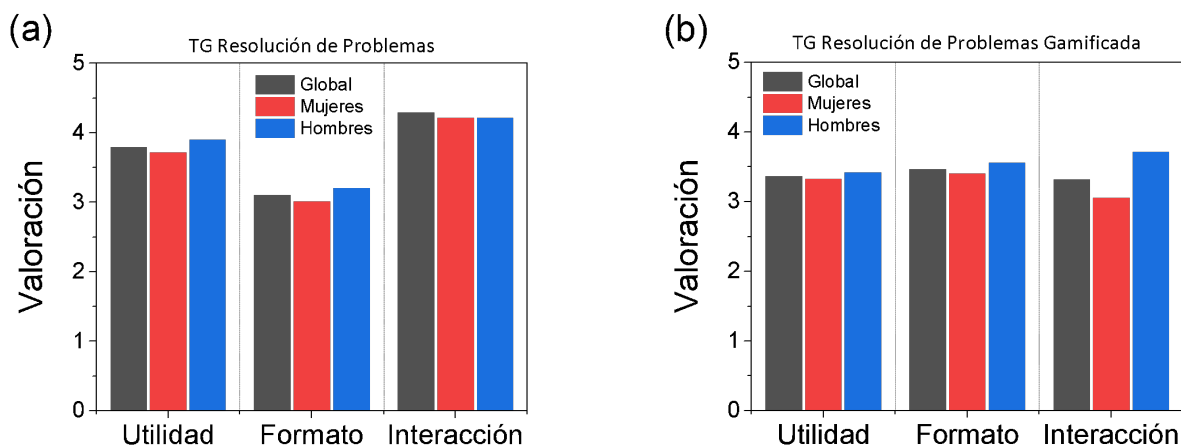 (a)
TG Resolución de Problemas
Valoración
5
4
3
2
1
0
Global
Mujeres
Hombres
Utilidad
Formato
Interacción
(b)
TG Resolución de Problemas Gamificada
Valoración
5
4
3
2
1
0
Global
Mujeres
Hombres
Utilidad
Formato
Interacción